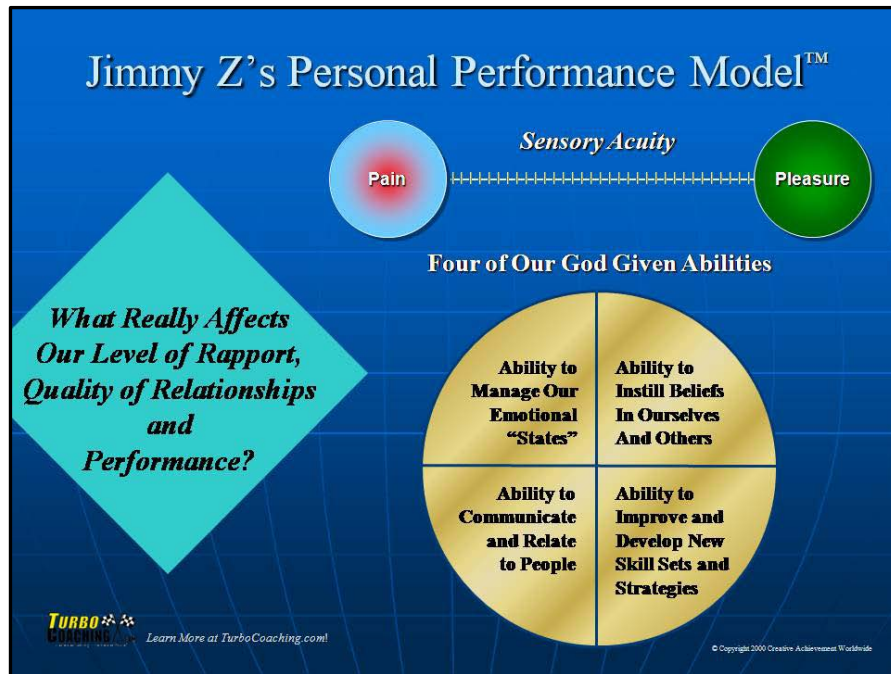 Jimmy Z’s Personal Performance Model™
Sensory Acuity
Pain
Pleasure
What Really Affects
Our Level of Rapport,
Quality of Relationships
and
Performance?
Four of Our God Given Abilities
Ability to
Manage Our
Emotional
“States”
Ability to
Instill Beliefs
In Ourselves
And Others
Ability to
Communicate
and Relate
to People
Ability to
Improve and
Develop New
Skill Sets and
Strategies
TURBO
COACHING
Learn More at TurboCoaching.com!
© Copyright 2000 Creative Achievement Worldwide